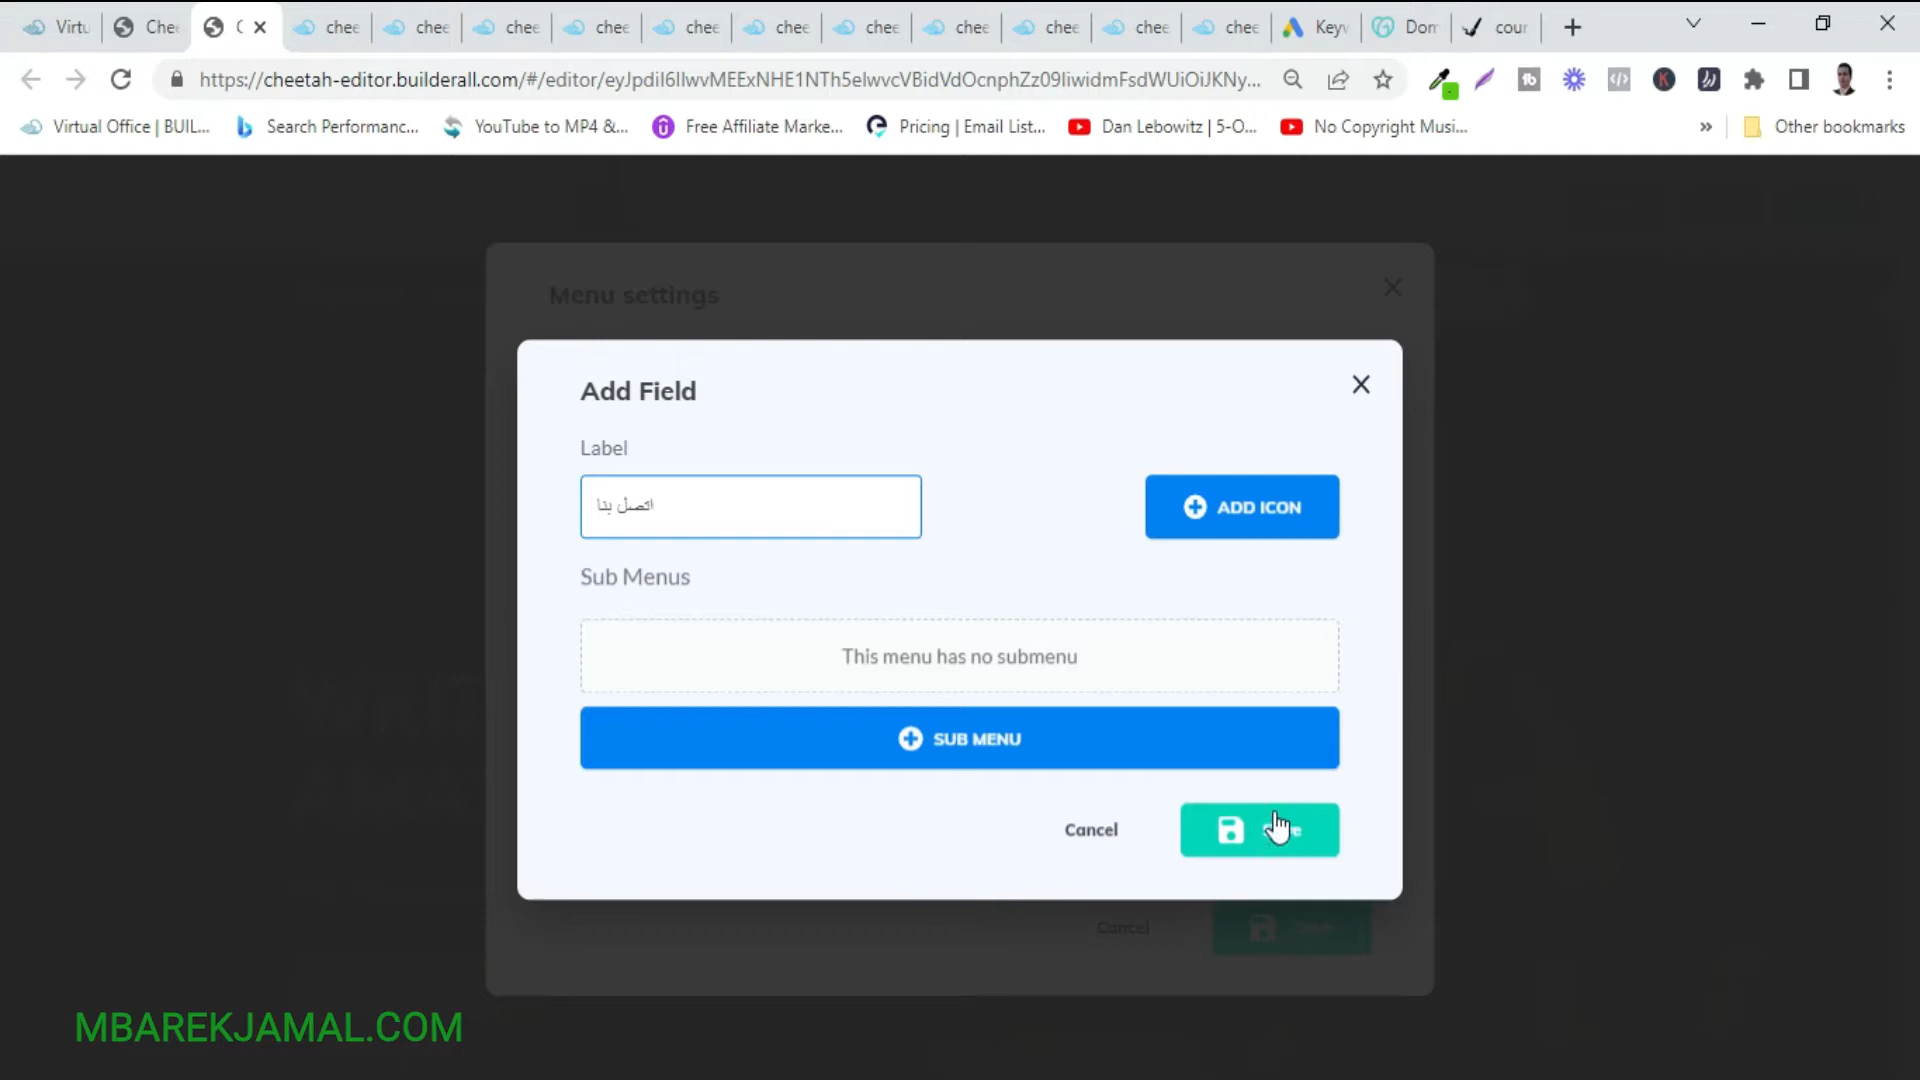 Virtu
Chee
C
chee
chee
chee
chee
chee
chee
chee
chee
chee
chee
chee
Keyw
Dom
cour
https://cheetah-editor.builderall.com/#/editor/
Virtual Office | BUIL...
Search Performanc...
YouTube to MP4 &...
Free Affiliate Marke...
Pricing | Email List...
Dan Lebowitz | 5-O...
No Copyright Musi...
»
Other bookmarks
Menu settings
Add Field
Label
اتصل بنا
ADD ICON
Sub Menus
This menu has no submenu
SUB MENU
Cancel
Cancel
MBAREKJAMAL.COM